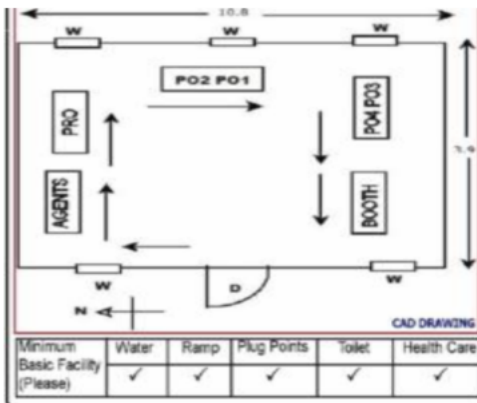 10.8
W W W
PO2 PO1
PRO
PO4 PO3
AGENTS
BOOTH
W D W
N
CAD DRAWING
Minimum Basic Facility (Please) Water Ramp Plug Points Toilet Health Care
✓ ✓ ✓ ✓ ✓